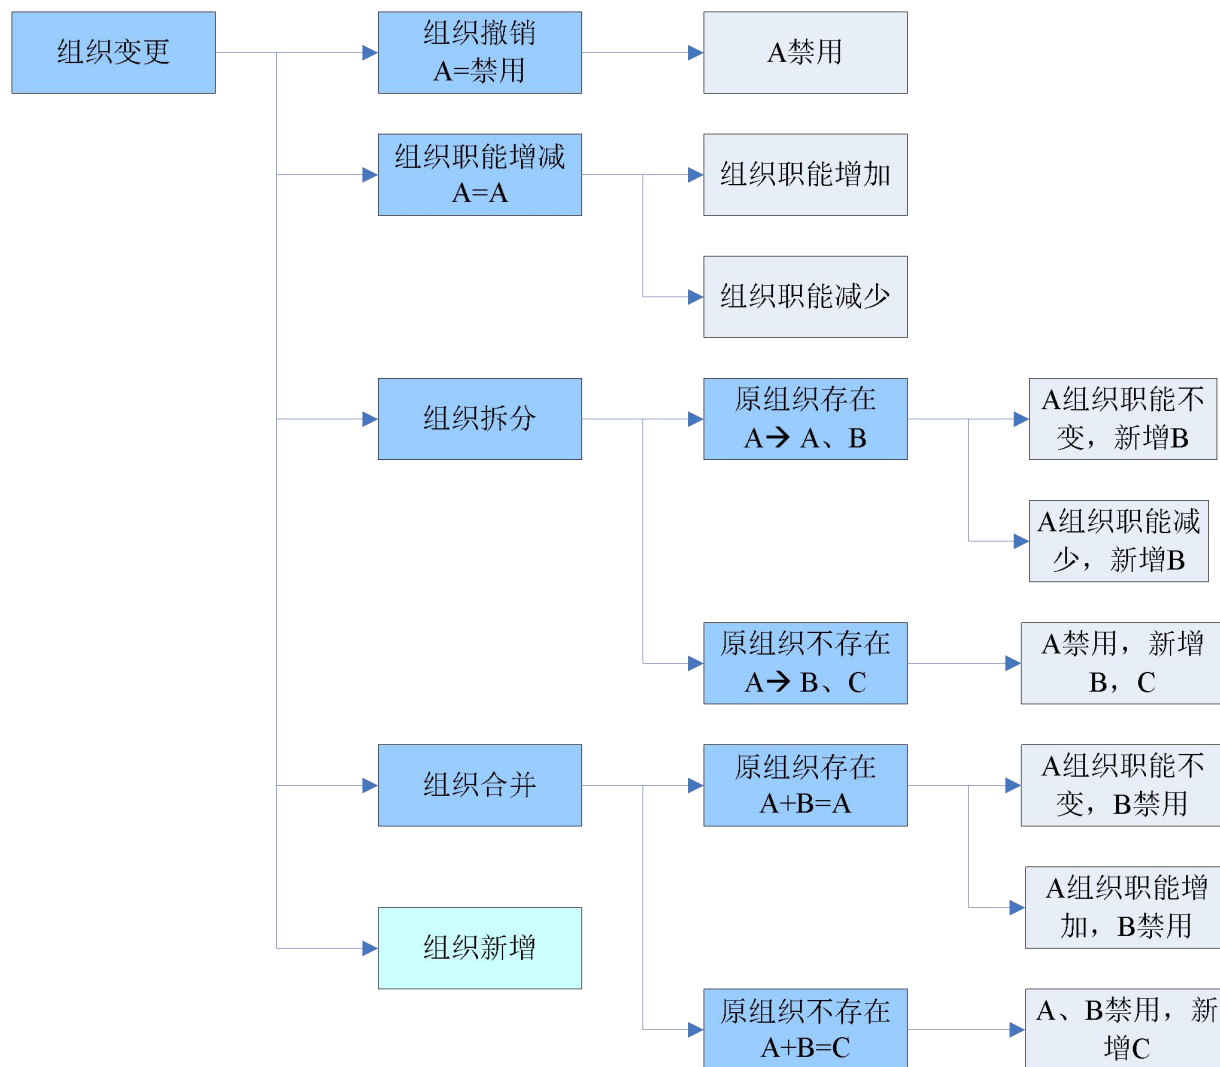 组织变更
组织撤销
A=禁用
A禁用
组织职能增减
A=A
组织职能增加
组织职能减少
组织拆分
原组织存在
A→ A、B
A组织职能不
变，新增B
A组织职能减
少，新增B
原组织不存在
A→ B、C
A禁用，新增
B，C
组织合并
原组织存在
A+B=A
A组织职能不
变，B禁用
A组织职能增
加，B禁用
组织新增
原组织不存在
A+B=C
A、B禁用，新
增C